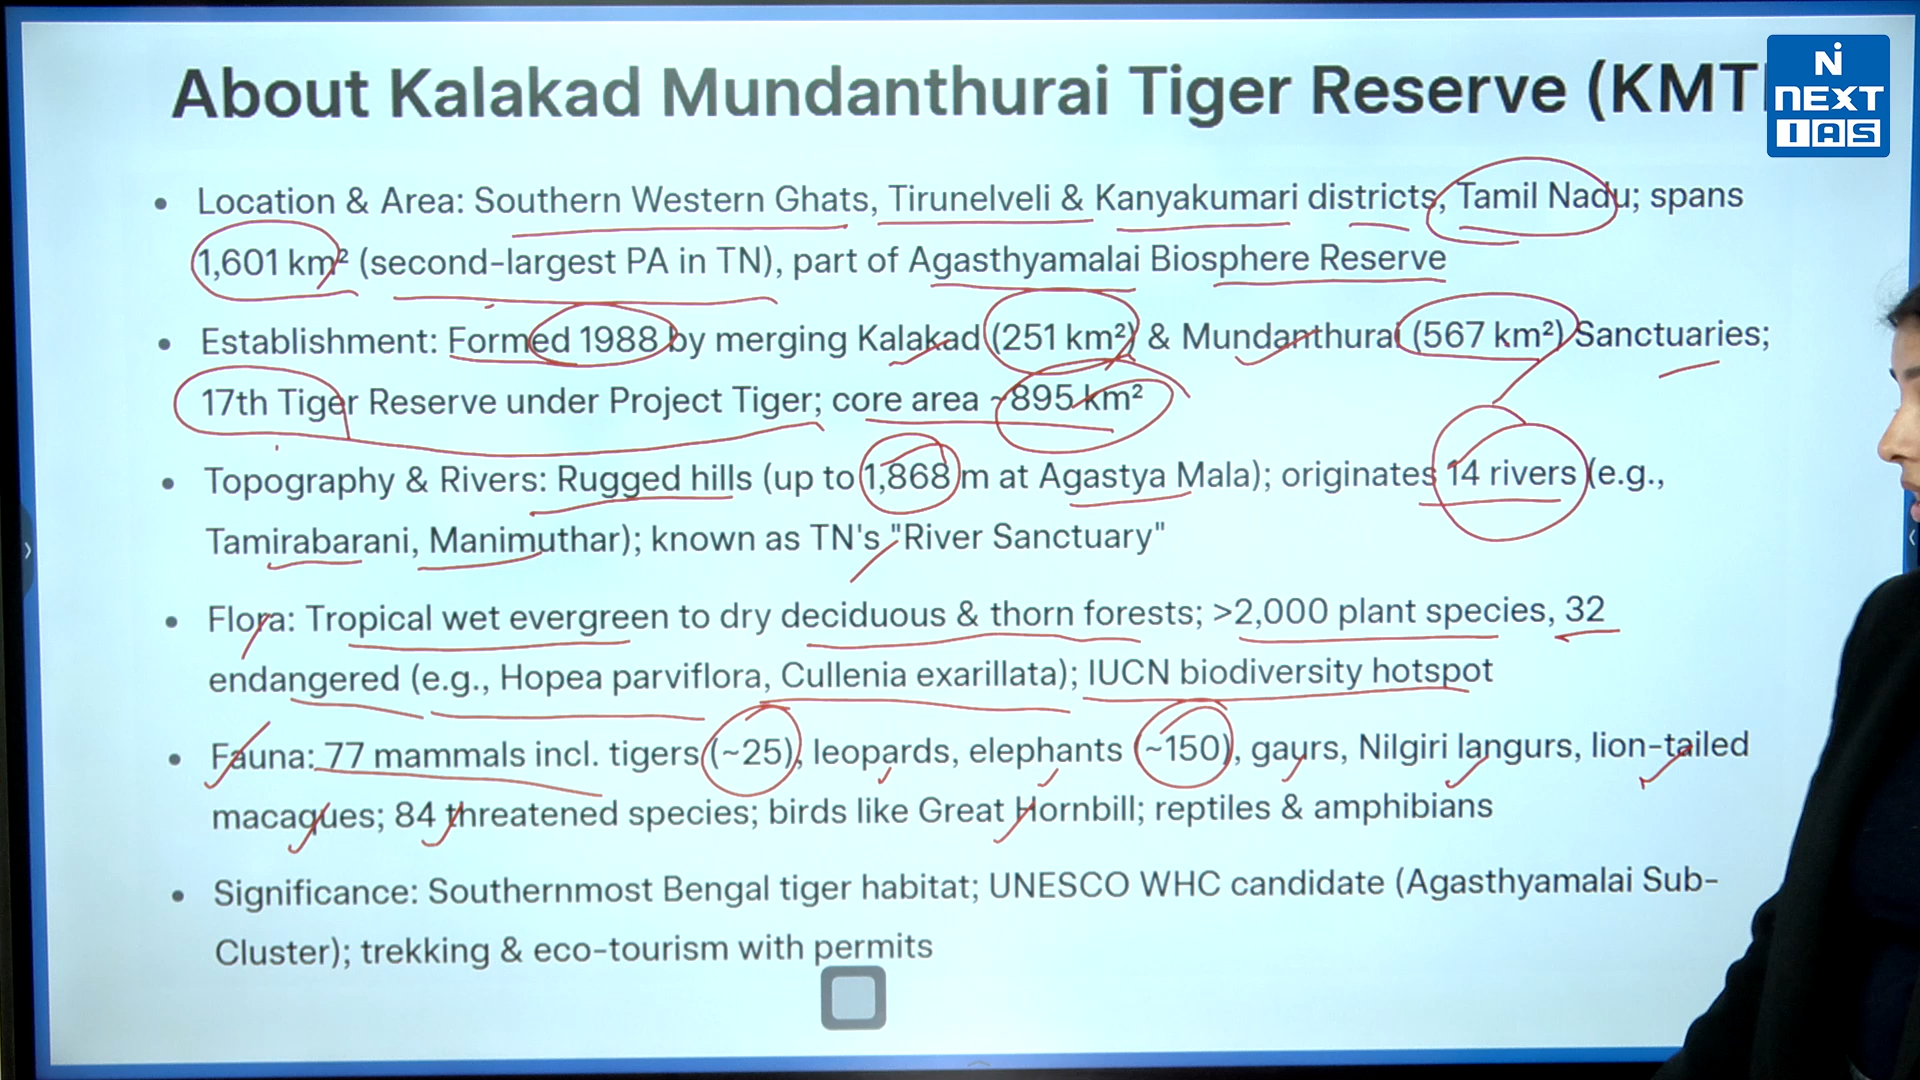 About Kalakad Mundanthurai Tiger Reserve (KMT
NEXT
IAS
• Location & Area: Southern Western Ghats, Tirunelveli & Kanyakumari districts, Tamil Nadu; spans
1,601 km² (second-largest PA in TN), part of Agasthyamalai Biosphere Reserve
• Establishment: Formed 1988 by merging Kalakad (251 km²) & Mundanthurai (567 km²) Sanctuaries;
17th Tiger Reserve under Project Tiger; core area ~895 km²
• Topography & Rivers: Rugged hills (up to 1,868 m at Agastya Mala); originates 14 rivers (e.g.,
Tamirabarani, Manimuthar); known as TN's "River Sanctuary"
• Flora: Tropical wet evergreen to dry deciduous & thorn forests; >2,000 plant species, 32
endangered (e.g., Hopea parviflora, Cullenia exarillata); IUCN biodiversity hotspot
• Fauna: 77 mammals incl. tigers (~25), leopards, elephants (~150), gaurs, Nilgiri langurs, lion-tailed
macaques; 84 threatened species; birds like Great Hornbill; reptiles & amphibians
• Significance: Southernmost Bengal tiger habitat; UNESCO WHC candidate (Agasthyamalai Sub-
Cluster); trekking & eco-tourism with permits